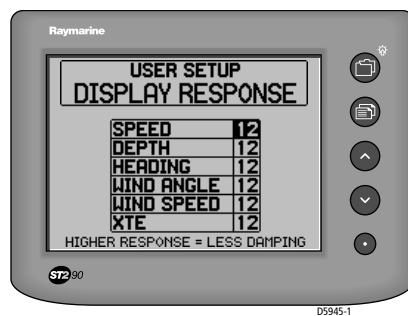 Raymarine
USER SETUP
DISPLAY RESPONSE
SPEED 12
DEPTH 12
HEADING 12
WIND ANGLE 12
WIND SPEED 12
XTE 12
HIGHER RESPONSE = LESS DAMPING
ST290
D5945-1